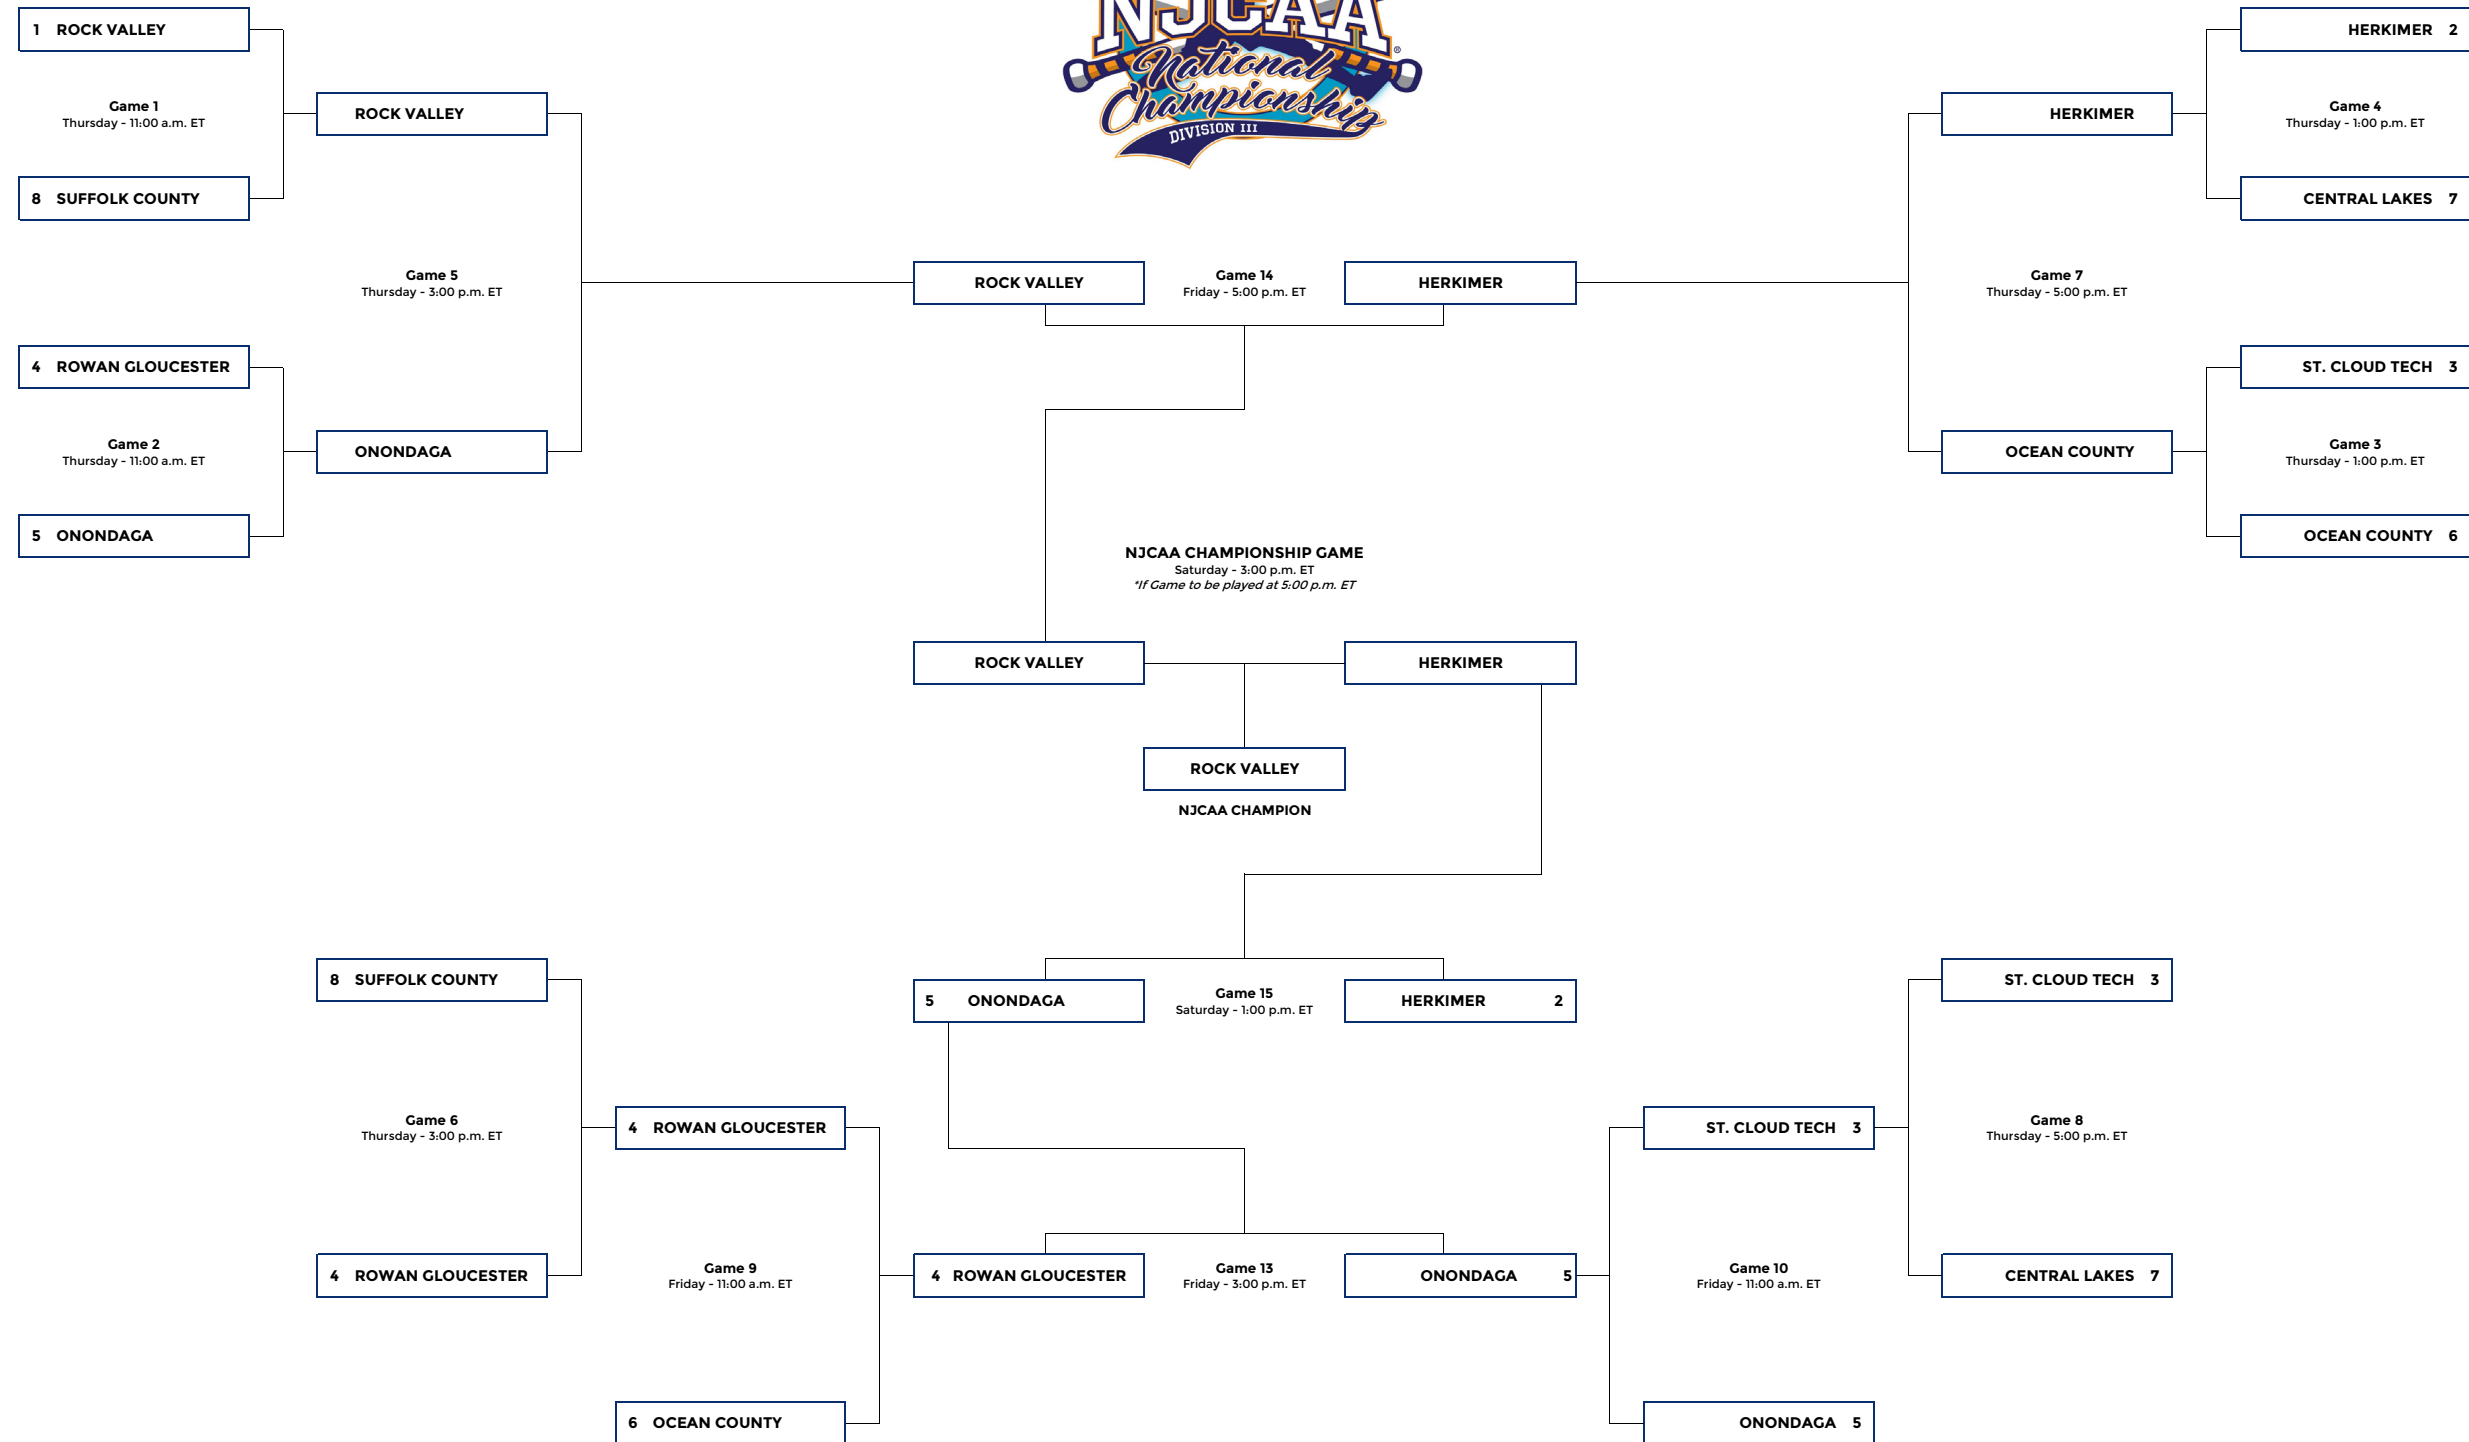 NJCAA
®
National
Championship
DIVISION III
1 ROCK VALLEY
HERKIMER 2
Game 1
Thursday - 11:00 a.m. ET
ROCK VALLEY
HERKIMER
Game 4
Thursday - 1:00 p.m. ET
8 SUFFOLK COUNTY
CENTRAL LAKES 7
Game 5
Thursday - 3:00 p.m. ET
ROCK VALLEY
Game 14
Friday - 5:00 p.m. ET
HERKIMER
Game 7
Thursday - 5:00 p.m. ET
4 ROWAN GLOUCESTER
ST. CLOUD TECH 3
Game 2
Thursday - 11:00 a.m. ET
ONONDAGA
OCEAN COUNTY
Game 3
Thursday - 1:00 p.m. ET
5 ONONDAGA
OCEAN COUNTY 6
NJCAA CHAMPIONSHIP GAME
Saturday - 3:00 p.m. ET
*If Game to be played at 5:00 p.m. ET
ROCK VALLEY
HERKIMER
ROCK VALLEY
NJCAA CHAMPION
8 SUFFOLK COUNTY
5 ONONDAGA
Game 15
Saturday - 1:00 p.m. ET
HERKIMER 2
ST. CLOUD TECH 3
Game 6
Thursday - 3:00 p.m. ET
4 ROWAN GLOUCESTER
ST. CLOUD TECH 3
Game 8
Thursday - 5:00 p.m. ET
4 ROWAN GLOUCESTER
Game 9
Friday - 11:00 a.m. ET
4 ROWAN GLOUCESTER
Game 13
Friday - 3:00 p.m. ET
ONONDAGA 5
Game 10
Friday - 11:00 a.m. ET
CENTRAL LAKES 7
6 OCEAN COUNTY
ONONDAGA 5